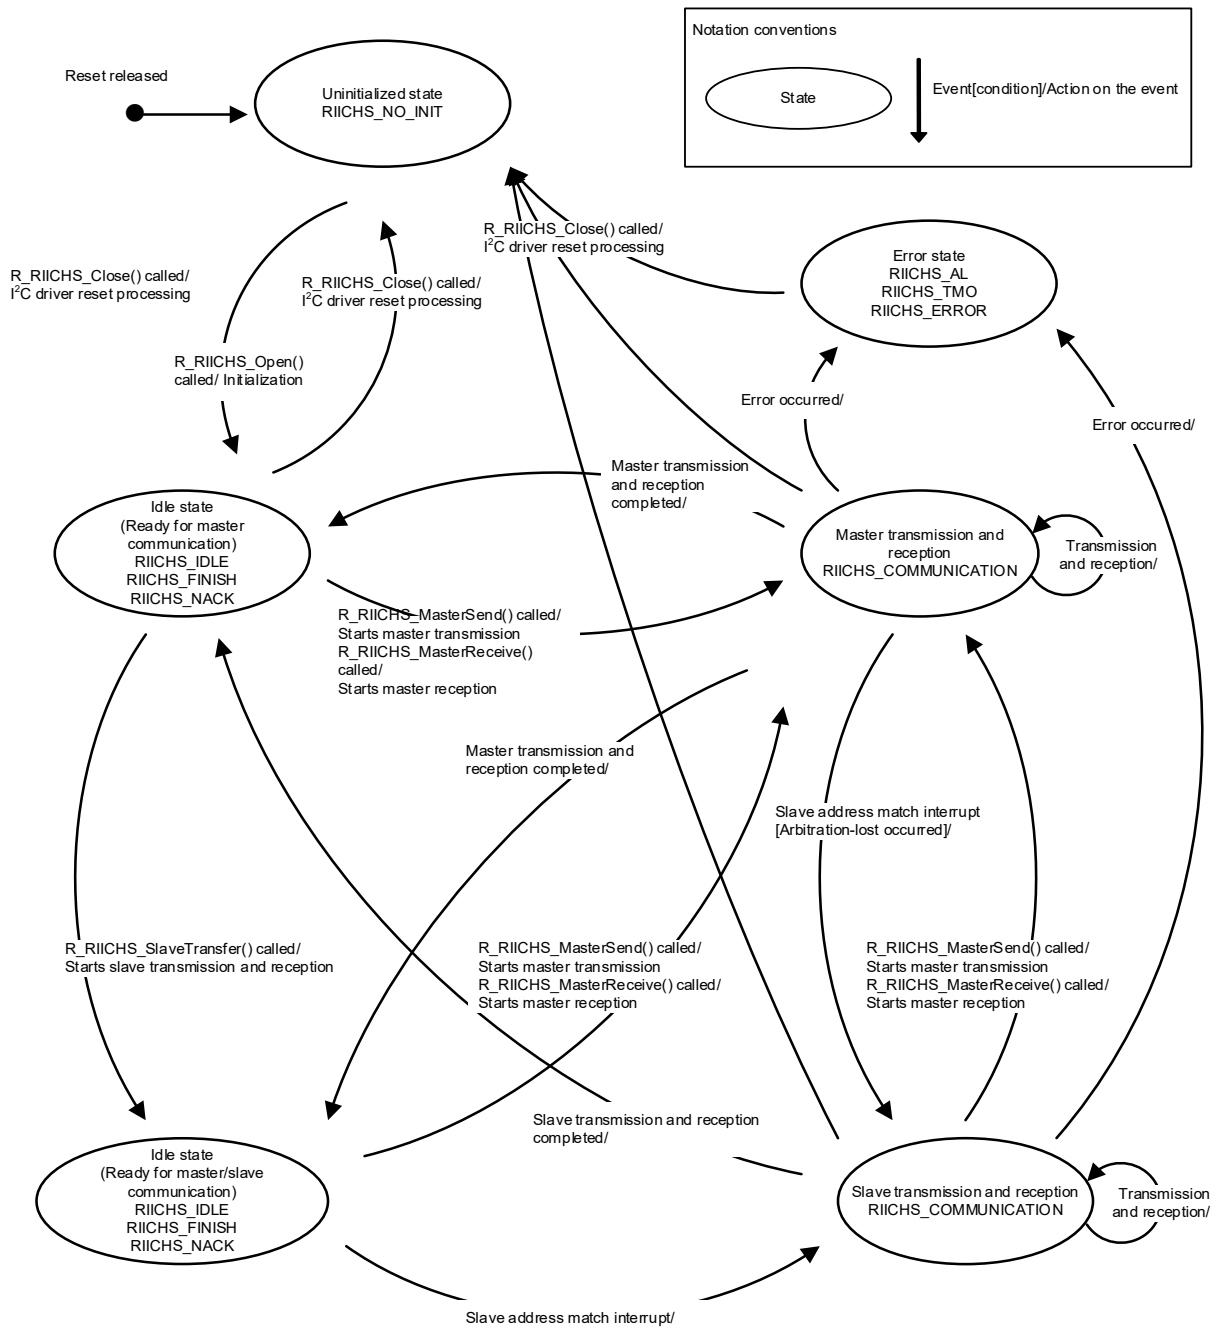 Notation conventions
State
Event[condition]/Action on the event
Reset released
Uninitialized state
RIICHS_NO_INIT
R_RIICHS_Close() called/
I²C driver reset processing
R_RIICHS_Close() called/
I²C driver reset processing
R_RIICHS_Close() called/
I²C driver reset processing
Error state
RIICHS_AL
RIICHS_TMO
RIICHS_ERROR
R_RIICHS_Open()
called/ Initialization
Error occurred/
Error occurred/
Master transmission
and reception
completed/
Idle state
(Ready for master
communication)
RIICHS_IDLE
RIICHS_FINISH
RIICHS_NACK
Master transmission and
reception
RIICHS_COMMUNICATION
Transmission
and reception/
R_RIICHS_MasterSend() called/
Starts master transmission
R_RIICHS_MasterReceive()
called/
Starts master reception
Master transmission and
reception completed/
Slave address match interrupt
[Arbitration-lost occurred]/
R_RIICHS_SlaveTransfer() called/
Starts slave transmission and reception
R_RIICHS_MasterSend() called/
Starts master transmission
R_RIICHS_MasterReceive() called/
Starts master reception
R_RIICHS_MasterSend() called/
Starts master transmission
R_RIICHS_MasterReceive() called/
Starts master reception
Slave transmission and reception
completed/
Idle state
(Ready for master/slave
communication)
RIICHS_IDLE
RIICHS_FINISH
RIICHS_NACK
Slave transmission and reception
RIICHS_COMMUNICATION
Transmission
and reception/
Slave address match interrupt/